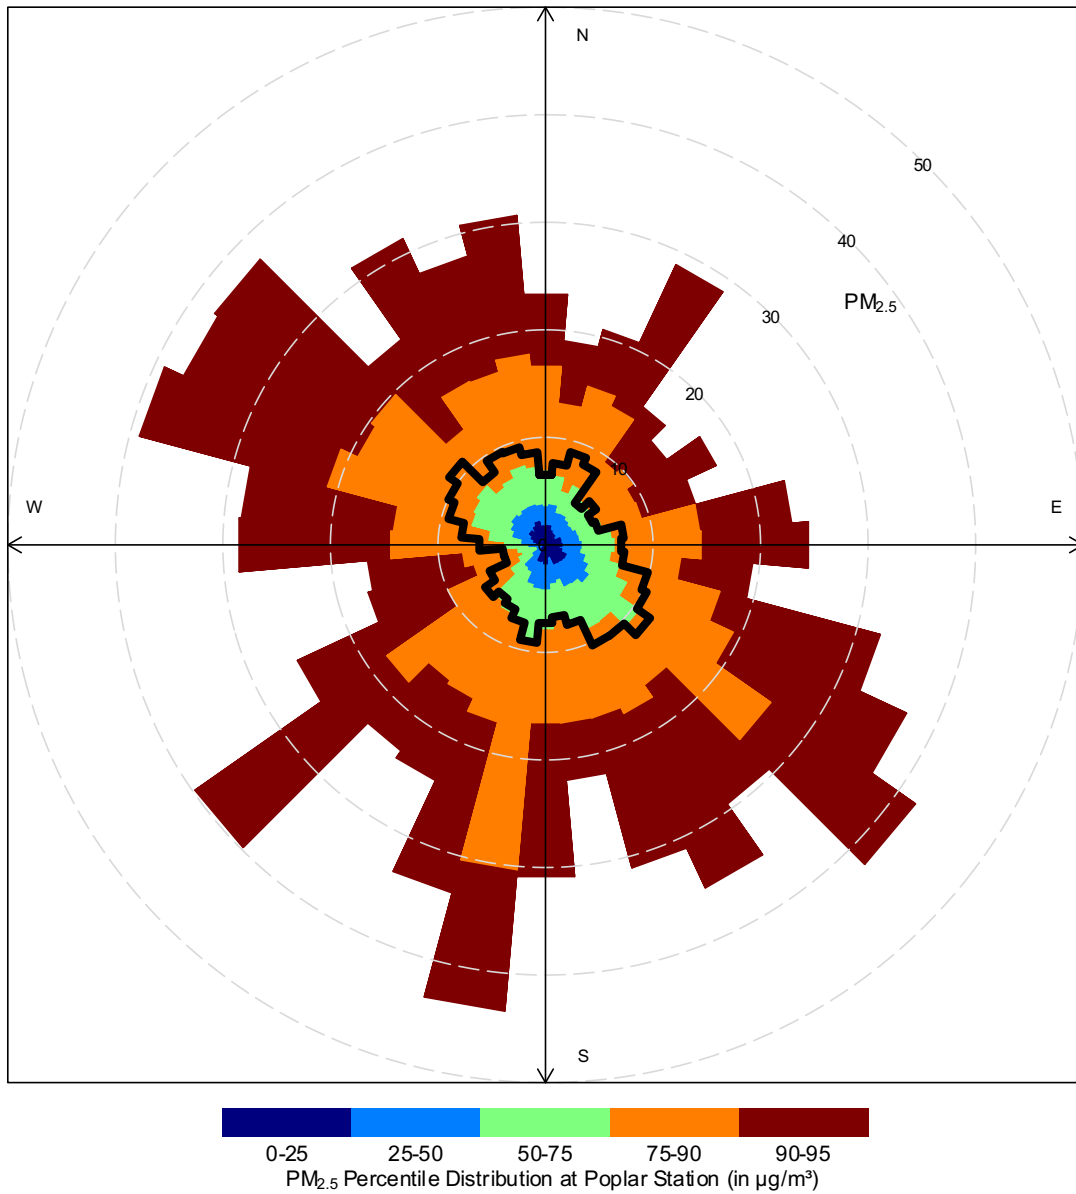 N
50
40
PM2.5
30
20
10
W
E
S
0-25 25-50 50-75 75-90 90-95
PM2.5 Percentile Distribution at Poplar Station (in µg/m³)